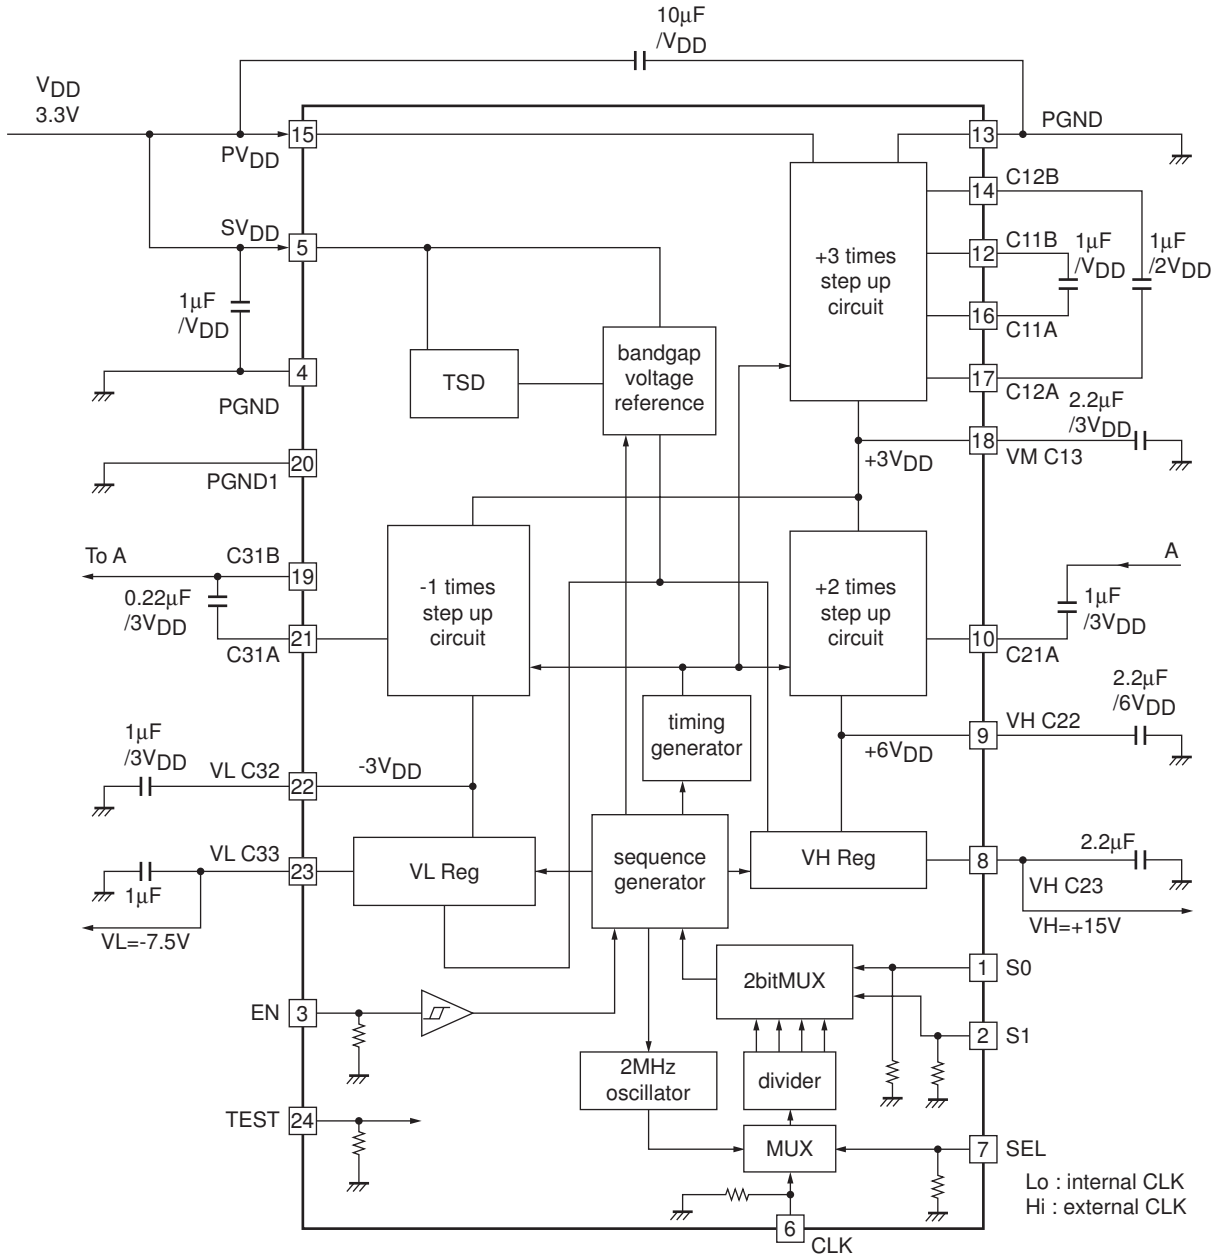 10µF
/VDD
VDD
3.3V
15
PVDD
13
PGND
14
C12B
SVDD
5
12
C11B
1µF
/VDD
1µF
/2VDD
+3 times
step up
circuit
1µF
/VDD
16
C11A
bandgap
voltage
reference
TSD
4
PGND
17
C12A
2.2µF
/3VDD
18
VM C13
+3VDD
20
PGND1
To A
C31B
19
A
0.22µF
/3VDD
-1 times
step up
circuit
+2 times
step up
circuit
1µF
/3VDD
21
C31A
10
C21A
2.2µF
/6VDD
timing
generator
1µF
/3VDD
VL C32
22
-3VDD
+6VDD
9
VH C22
VL C33
23
1µF
VL=-7.5V
VL Reg
sequence
generator
VH Reg
8
2.2µF
VH C23
VH=+15V
2bitMUX
1
S0
EN
3
2
S1
2MHz
oscillator
divider
TEST
24
MUX
7
SEL
Lo : internal CLK
Hi : external CLK
6
CLK